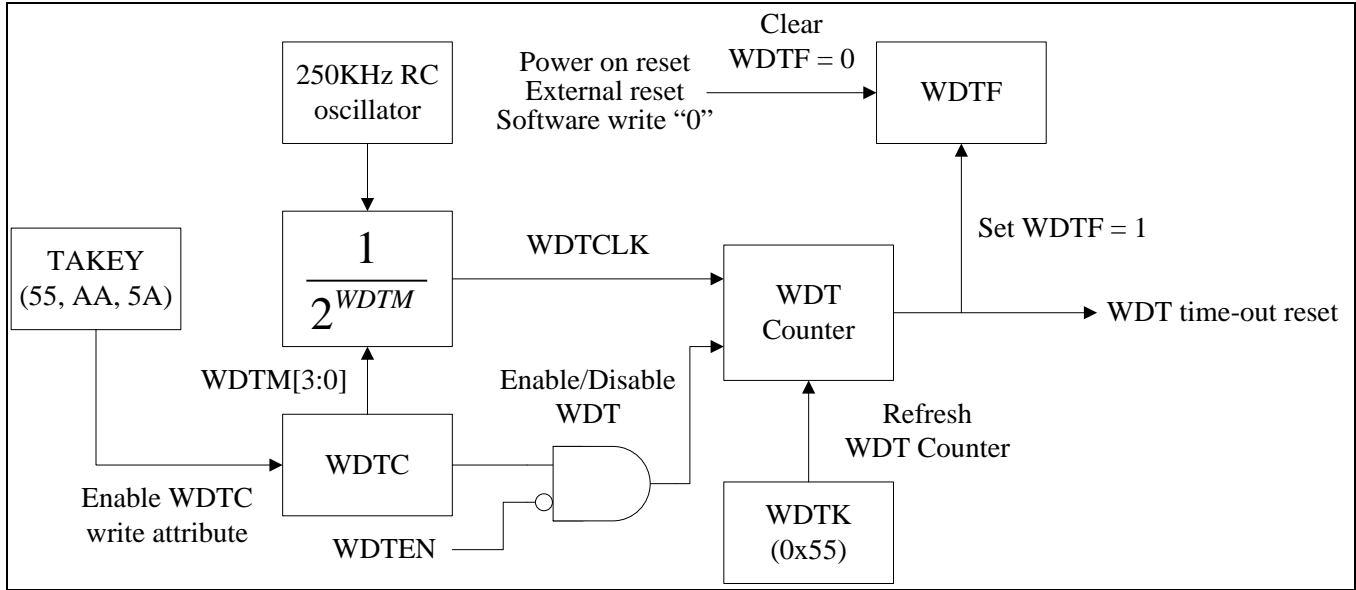 250KHz RC
oscillator
Power on reset
External reset
Software write “0”
Clear
WDTF = 0
WDTF
TAKEY
(55, AA, 5A)
1
2^WDTM
WDTCLK
WDT
Counter
Set WDTF = 1
WDT time-out reset
WDTM[3:0]
Enable/Disable
WDT
Refresh
WDT Counter
WDTC
Enable WDTC
write attribute
WDTEN
WDTK
(0x55)